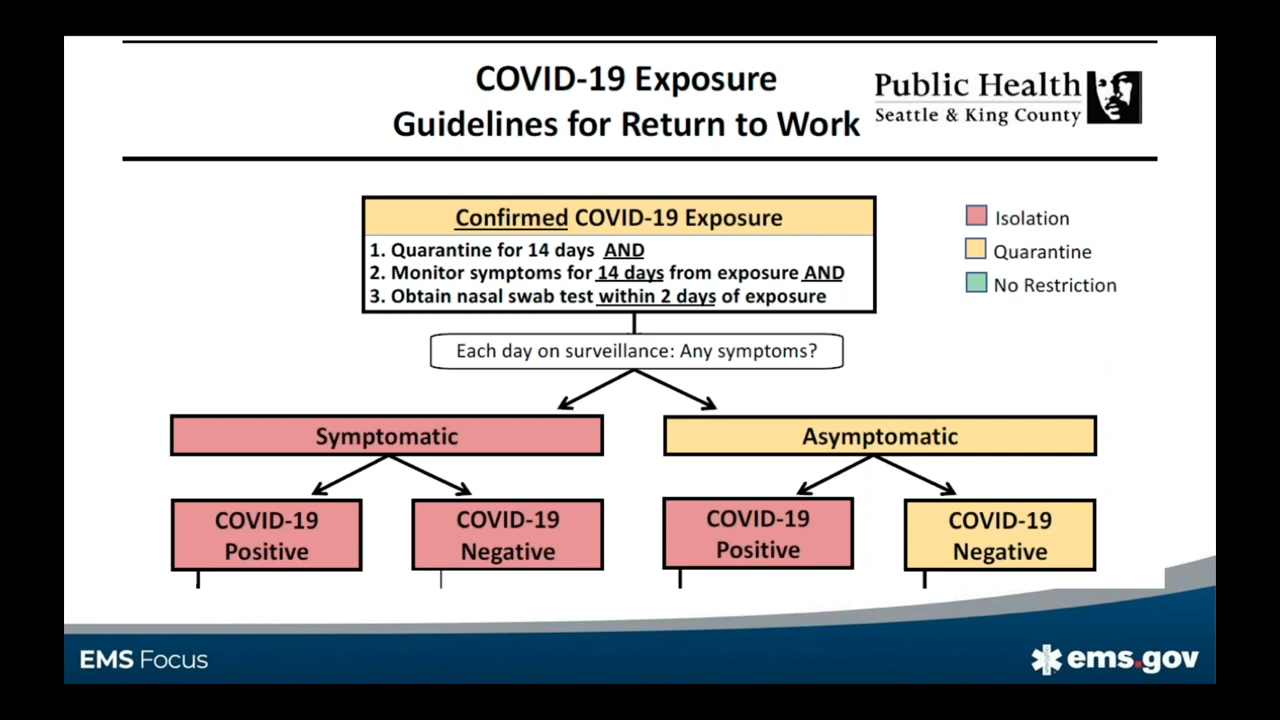 COVID-19 Exposure
Guidelines for Return to Work
Public Health
Seattle & King County
Confirmed COVID-19 Exposure
1. Quarantine for 14 days AND
2. Monitor symptoms for 14 days from exposure AND
3. Obtain nasal swab test within 2 days of exposure
Isolation
Quarantine
No Restriction
Each day on surveillance: Any symptoms?
Symptomatic
Asymptomatic
COVID-19
Positive
COVID-19
Negative
COVID-19
Positive
COVID-19
Negative
EMS Focus
ems.gov